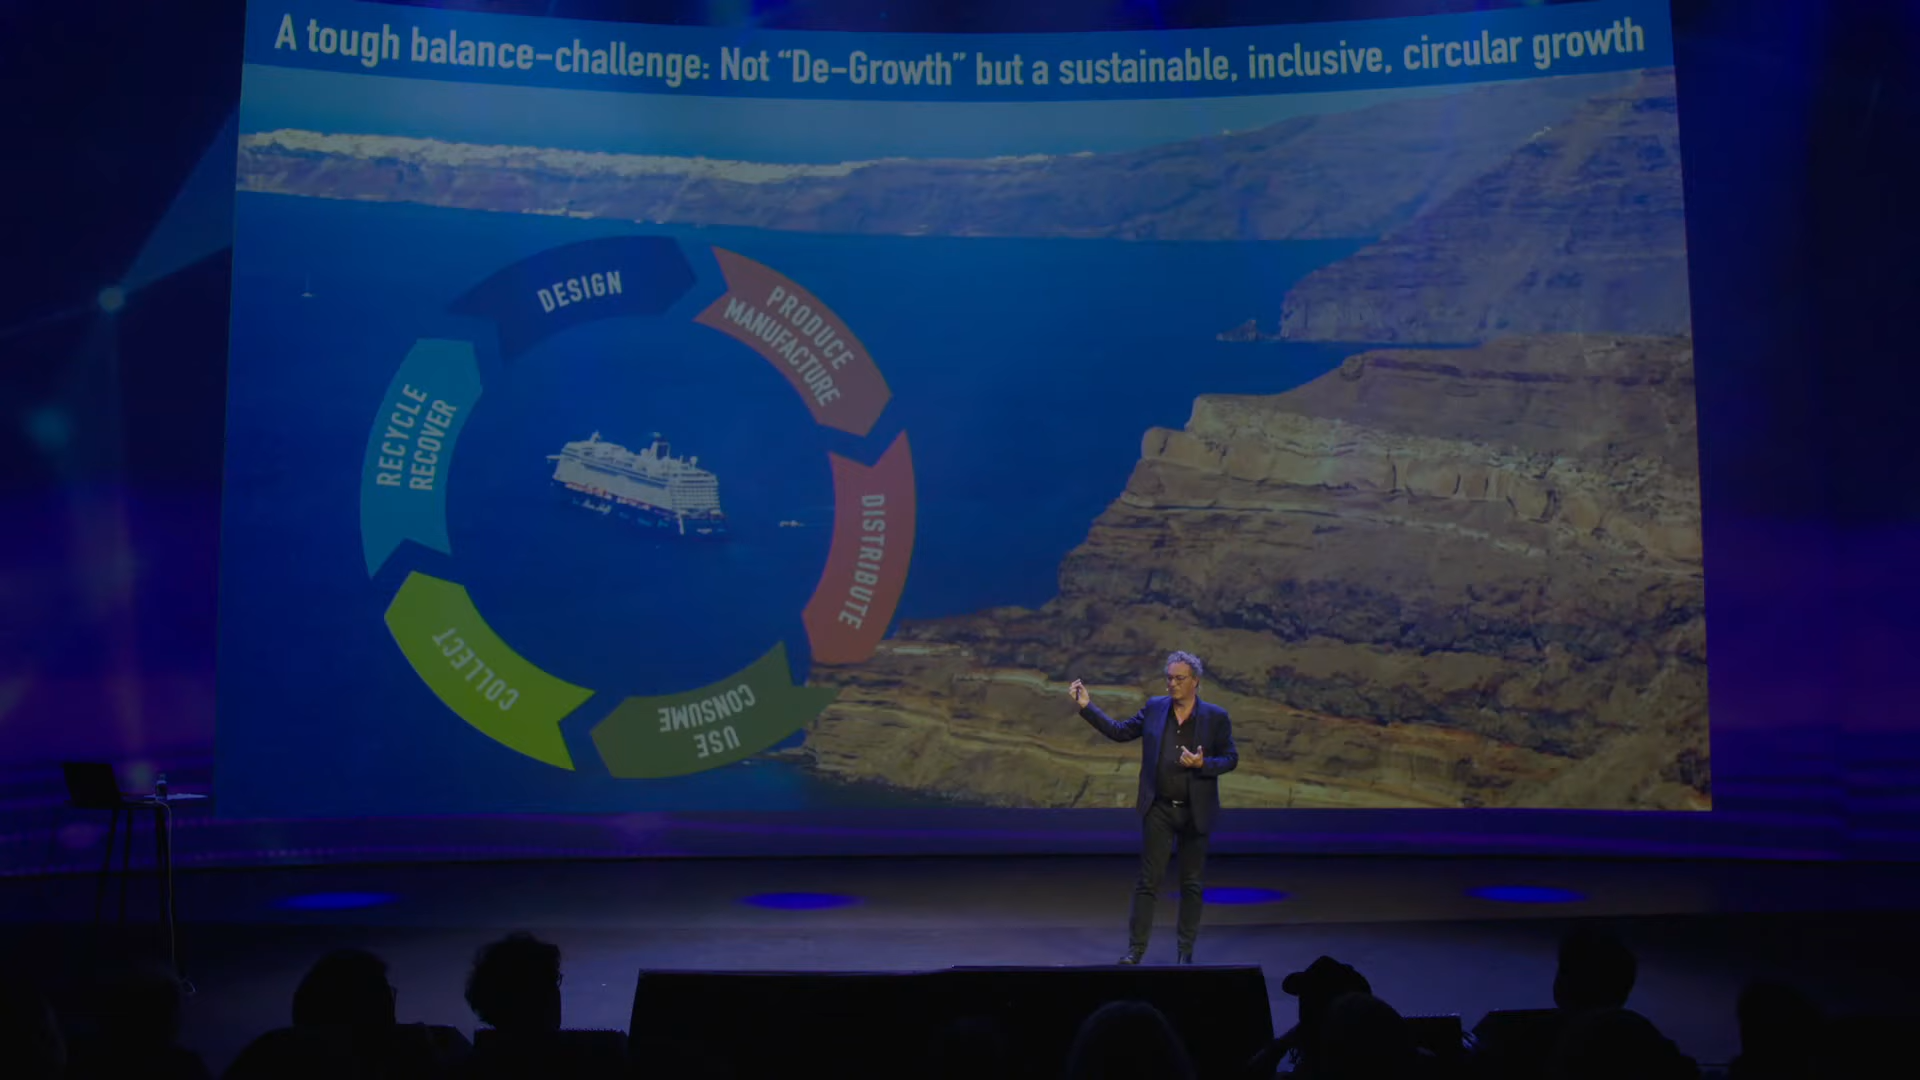 A tough balance-challenge: Not “De-Growth” but a sustainable, inclusive, circular growth
DESIGN
PRODUCE
MANUFACTURE
DISTRIBUTE
USE
CONSUME
COLLECT
RECYCLE
RECOVER